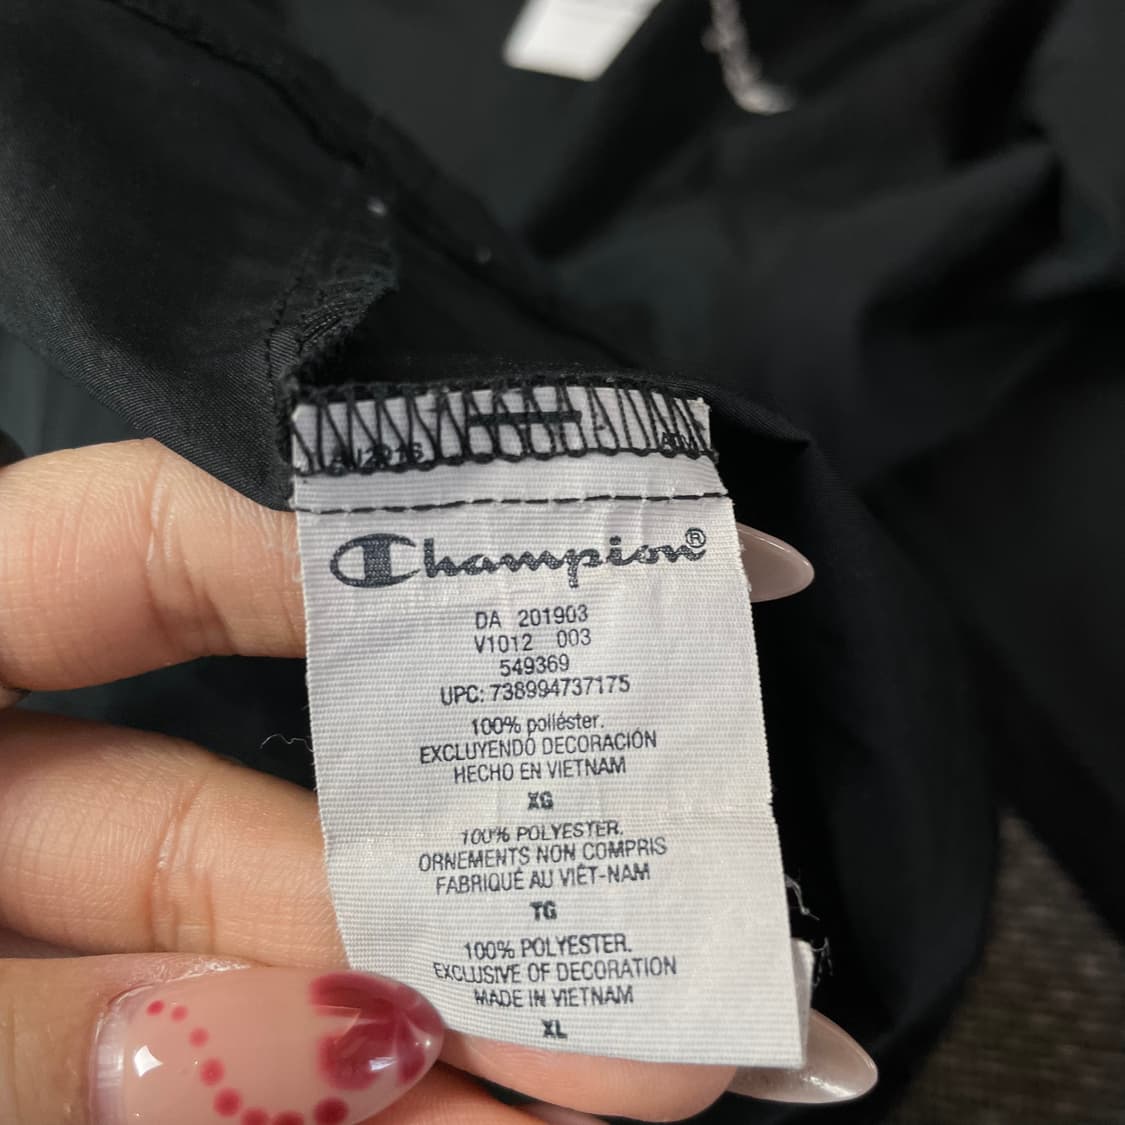 Champion®
DA 201903
V1012 003
549369
UPC: 738994737175
100% poliéster.
EXCLUYENDO DECORACIÓN
HECHO EN VIETNAM
XG
100% POLYESTER.
ORNEMENTS NON COMPRIS
FABRIQUÉ AU VIÊT-NAM
TG
100% POLYESTER.
EXCLUSIVE OF DECORATION
MADE IN VIETNAM
XL